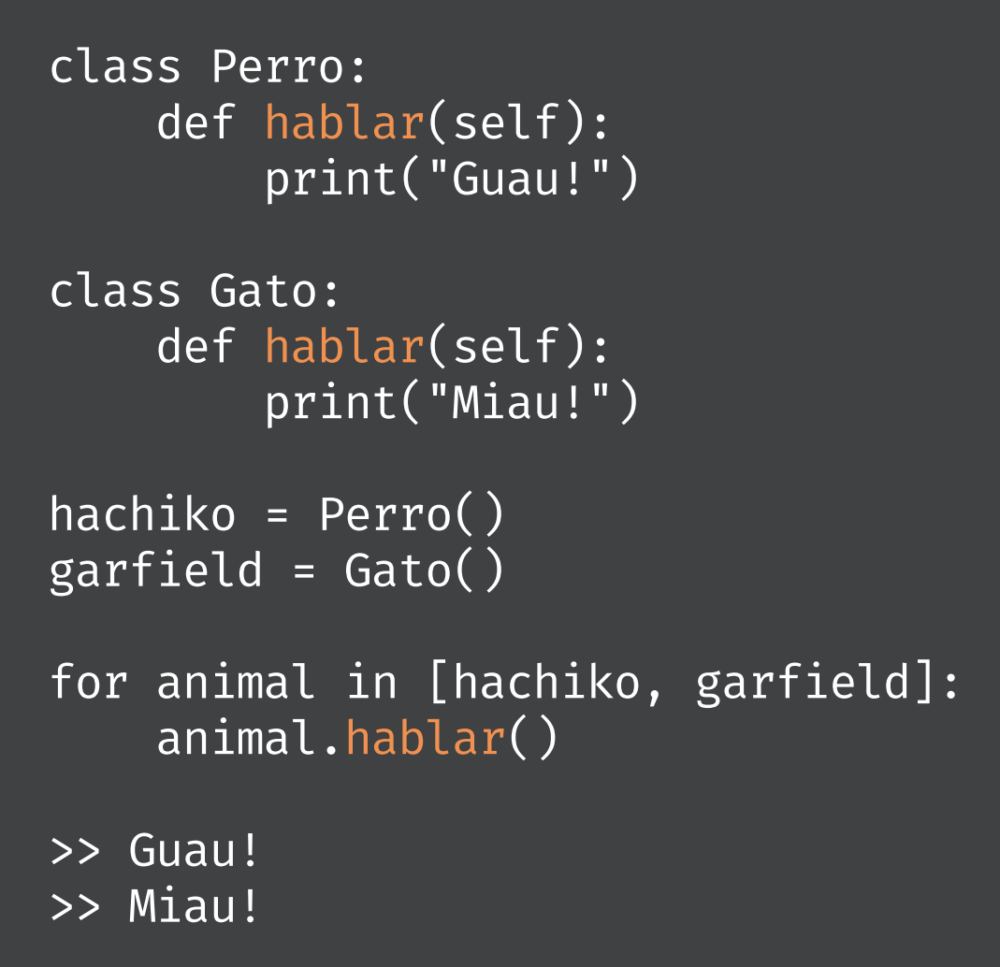 class Perro:
    def hablar(self):
        print("Guau!")

class Gato:
    def hablar(self):
        print("Miau!")

hachiko = Perro()
garfield = Gato()

for animal in [hachiko, garfield]:
    animal.hablar()

>> Guau!
>> Miau!